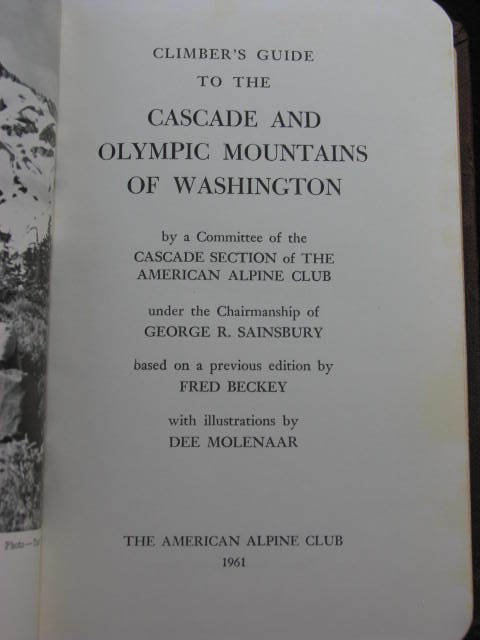 CLIMBER'S GUIDE
TO THE
CASCADE AND
OLYMPIC MOUNTAINS
OF WASHINGTON
by a Committee of the
CASCADE SECTION of THE
AMERICAN ALPINE CLUB
under the Chairmanship of
GEORGE R. SAINSBURY
based on a previous edition by
FRED BECKEY
with illustrations by
DEE MOLENAAR
THE AMERICAN ALPINE CLUB
1961
Photo—